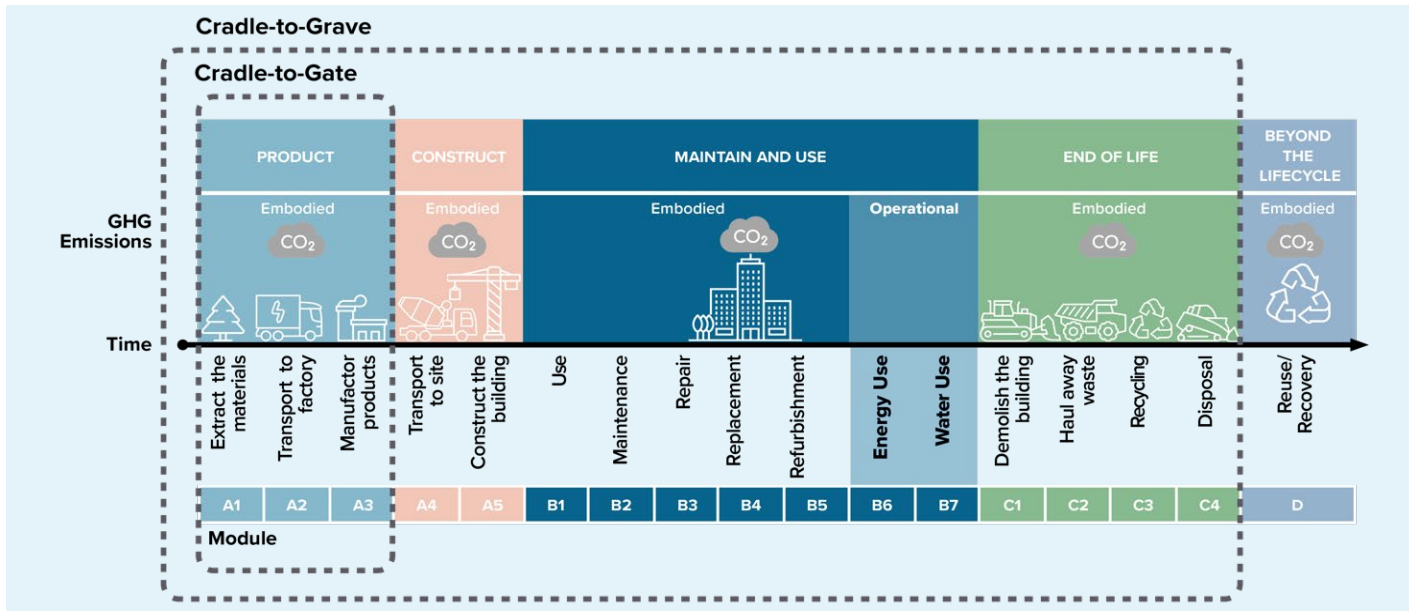 Cradle-to-Grave
Cradle-to-Gate
PRODUCT
CONSTRUCT
MAINTAIN AND USE
END OF LIFE
BEYOND
THE
LIFECYCLE
GHG
Emissions
Embodied
CO₂
Embodied
CO₂
Embodied
CO₂
Operational
Embodied
CO₂
Embodied
CO₂
Time
Extract the
materials
Transport to
factory
Manufactor
products
Transport
to site
Construct the
building
Use
Maintenance
Repair
Replacement
Refurbishment
Energy Use
Water Use
Demolish the
building
Haul away
waste
Recycling
Disposal
Reuse/
Recovery
A1
A2
A3
A4
A5
B1
B2
B3
B4
B5
B6
B7
C1
C2
C3
C4
D
Module